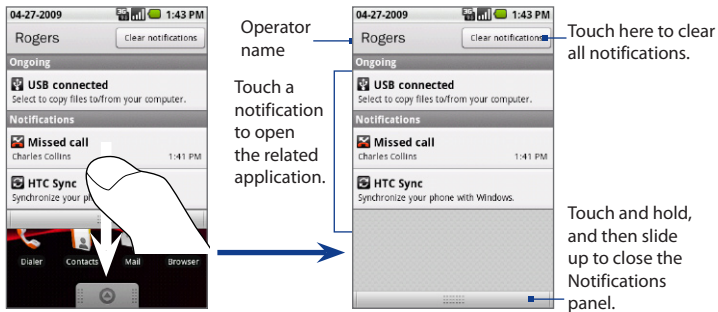 04-27-2009 3G 1:43 PM
Rogers Clear notifications
Ongoing
USB connected
Select to copy files to/from your computer.
Notifications
Missed call
Charles Collins 1:41 PM
HTC Sync
Synchronize your
Dialer Contacts Mail Browser
Operator
name
Touch a
notification
to open
the related
application.
04-27-2009 3G 1:43 PM
Rogers Clear notifications
Ongoing
USB connected
Select to copy files to/from your computer.
Notifications
Missed call
Charles Collins 1:41 PM
HTC Sync
Synchronize your phone with Windows.
Touch here to clear
all notifications.
Touch and hold,
and then slide
up to close the
Notifications
panel.